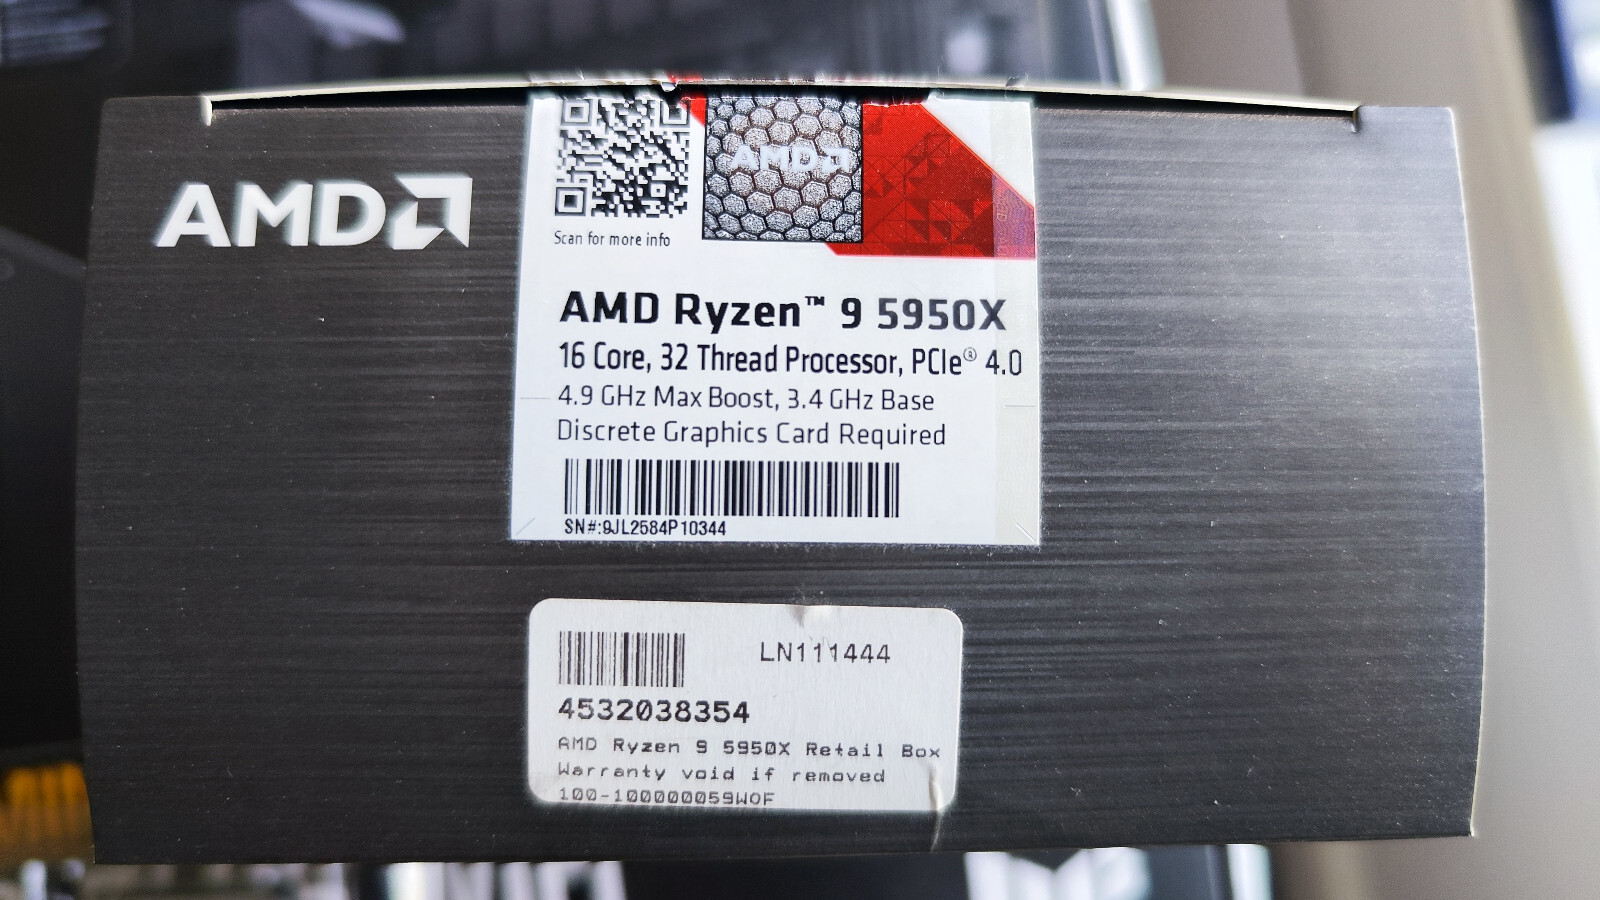 AMD
AMD
Scan for more info
AMD Ryzen™ 9 5950X
16 Core, 32 Thread Processor, PCIe® 4.0
4.9 GHz Max Boost, 3.4 GHz Base
Discrete Graphics Card Required
SN#:9JL2584P10344
LN111444
4532038354
AMD Ryzen 9 5950X Retail Box
Warranty void if removed
100-100000059WOF